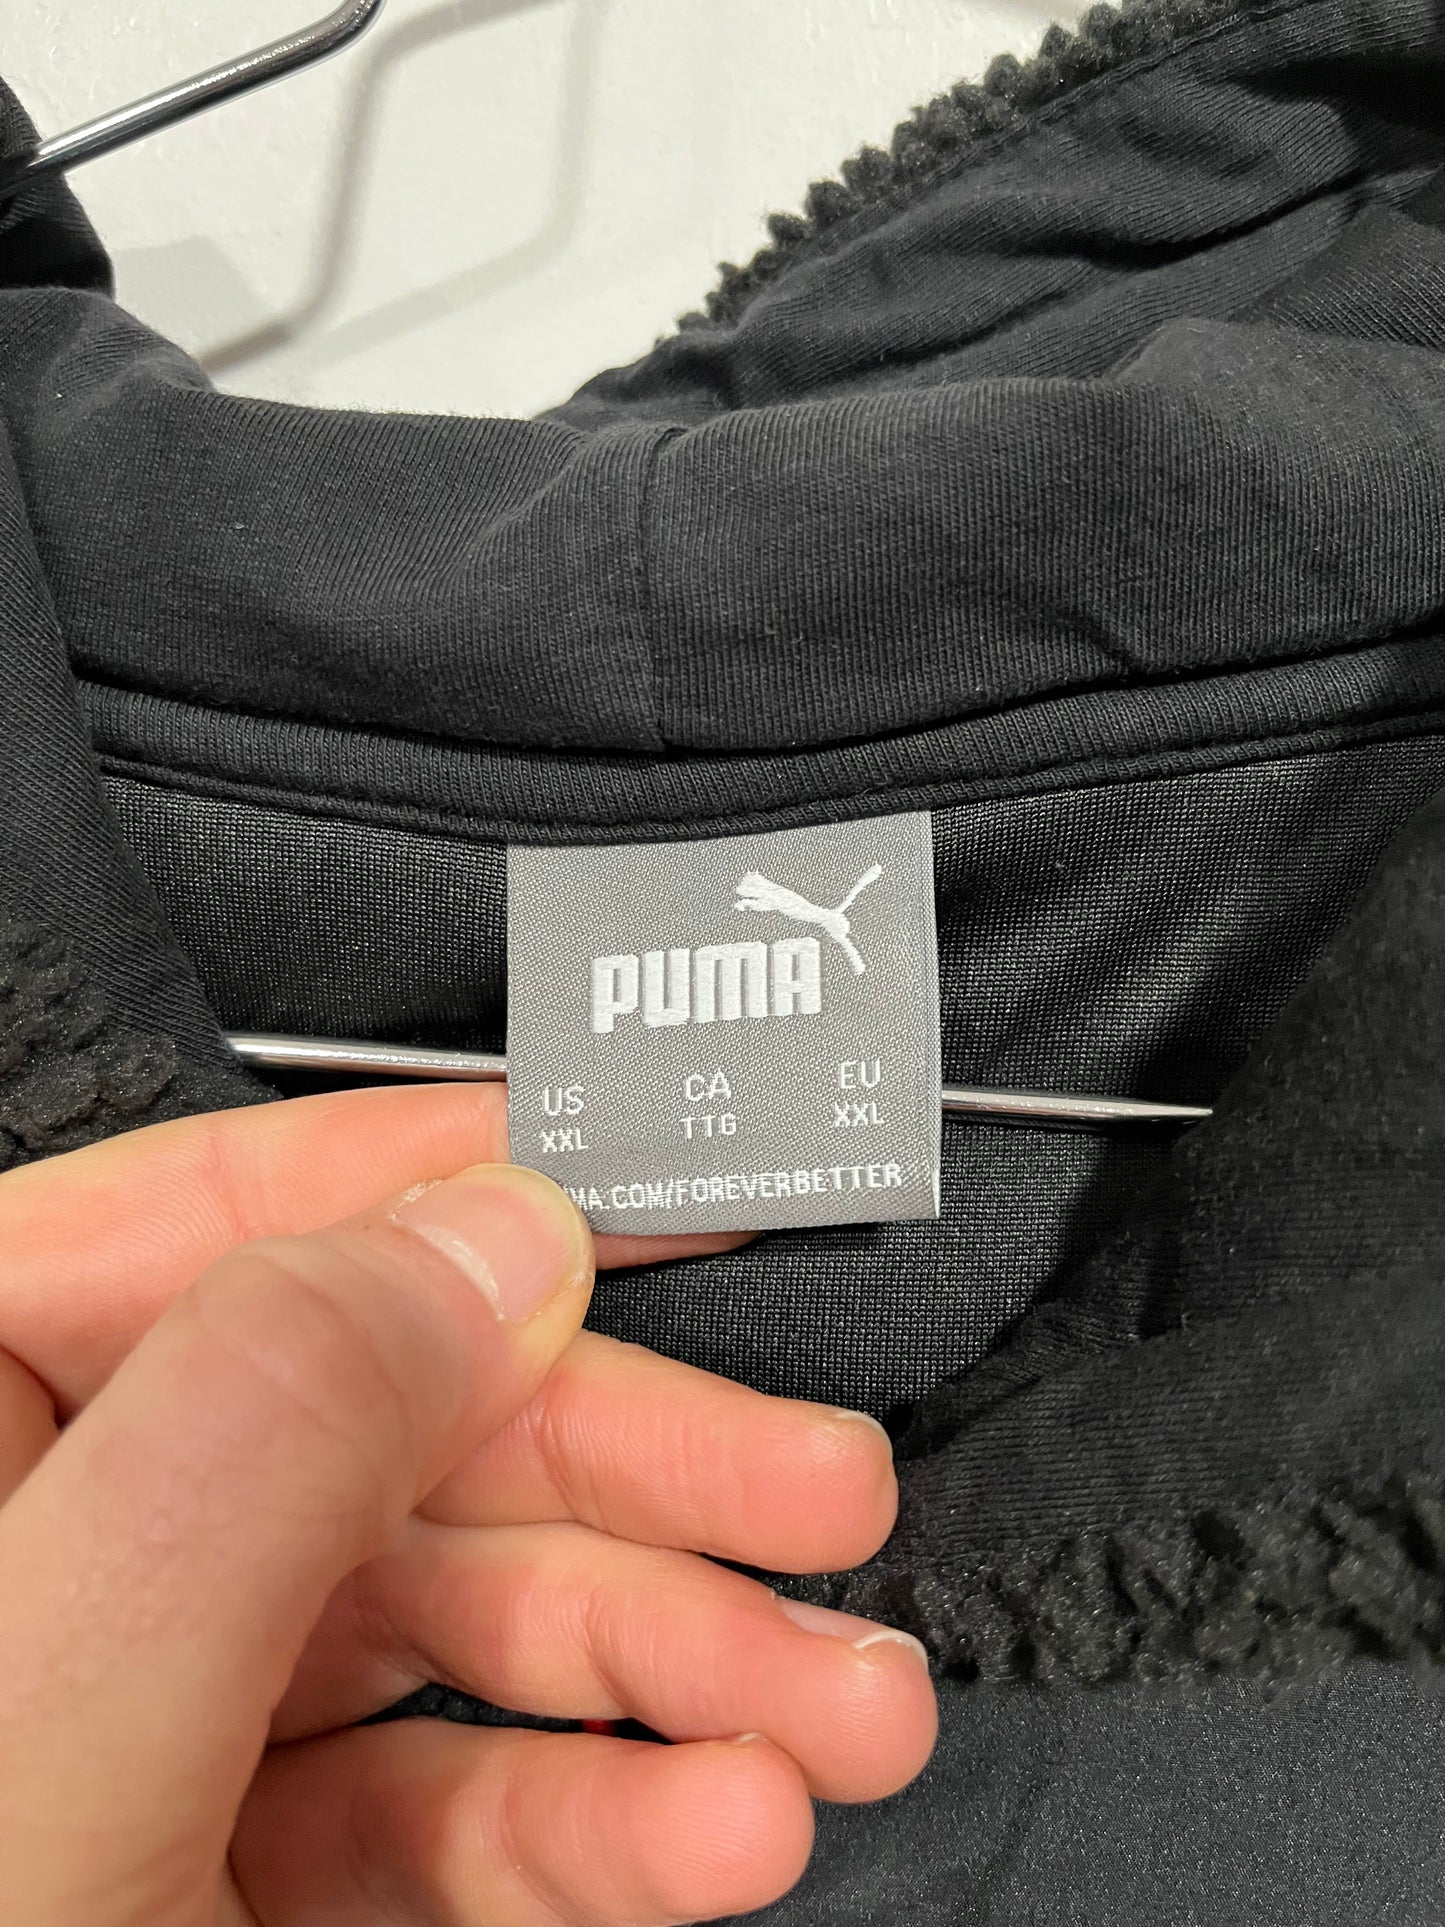 PUMA
US CA EU
XXL TTG XXL
MA.COM/FOREVERBETTER